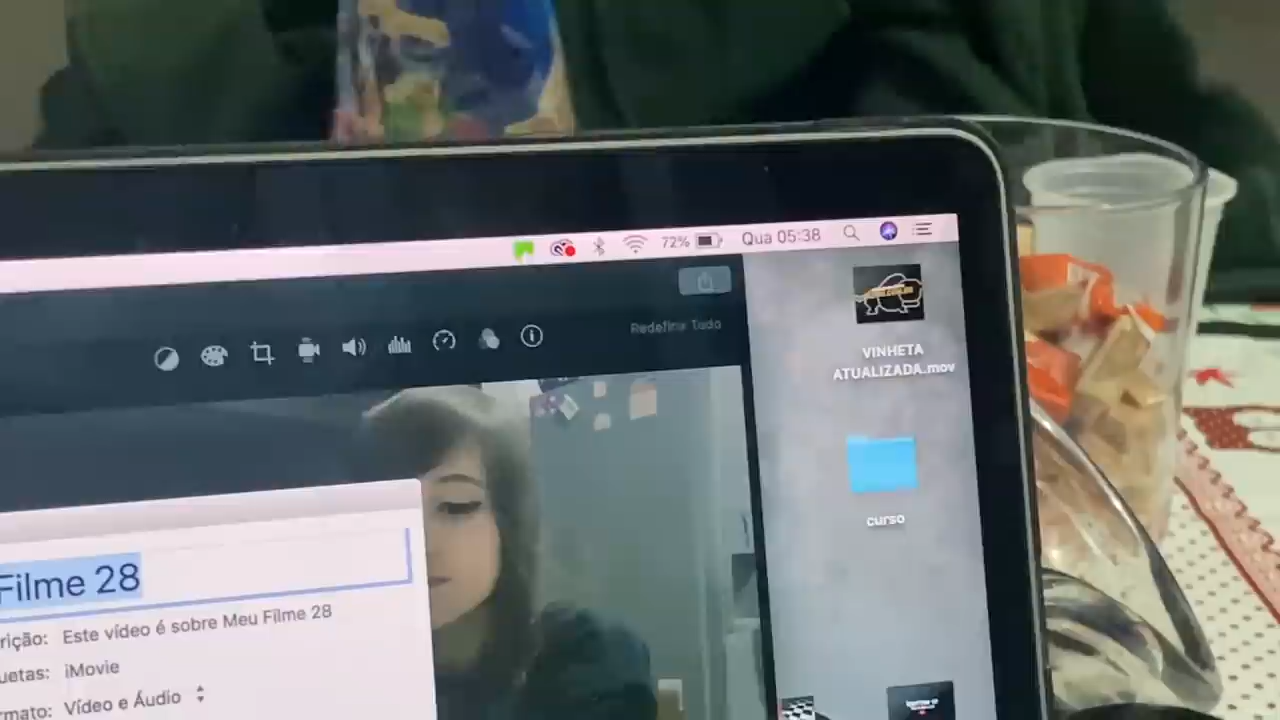 72%
Qua 05:38
Redefinir Tudo
VINHETA
ATUALIZADA.mov
curso
Filme 28
rição: Este vídeo é sobre Meu Filme 28
uetas: iMovie
rmato: Vídeo e Áudio